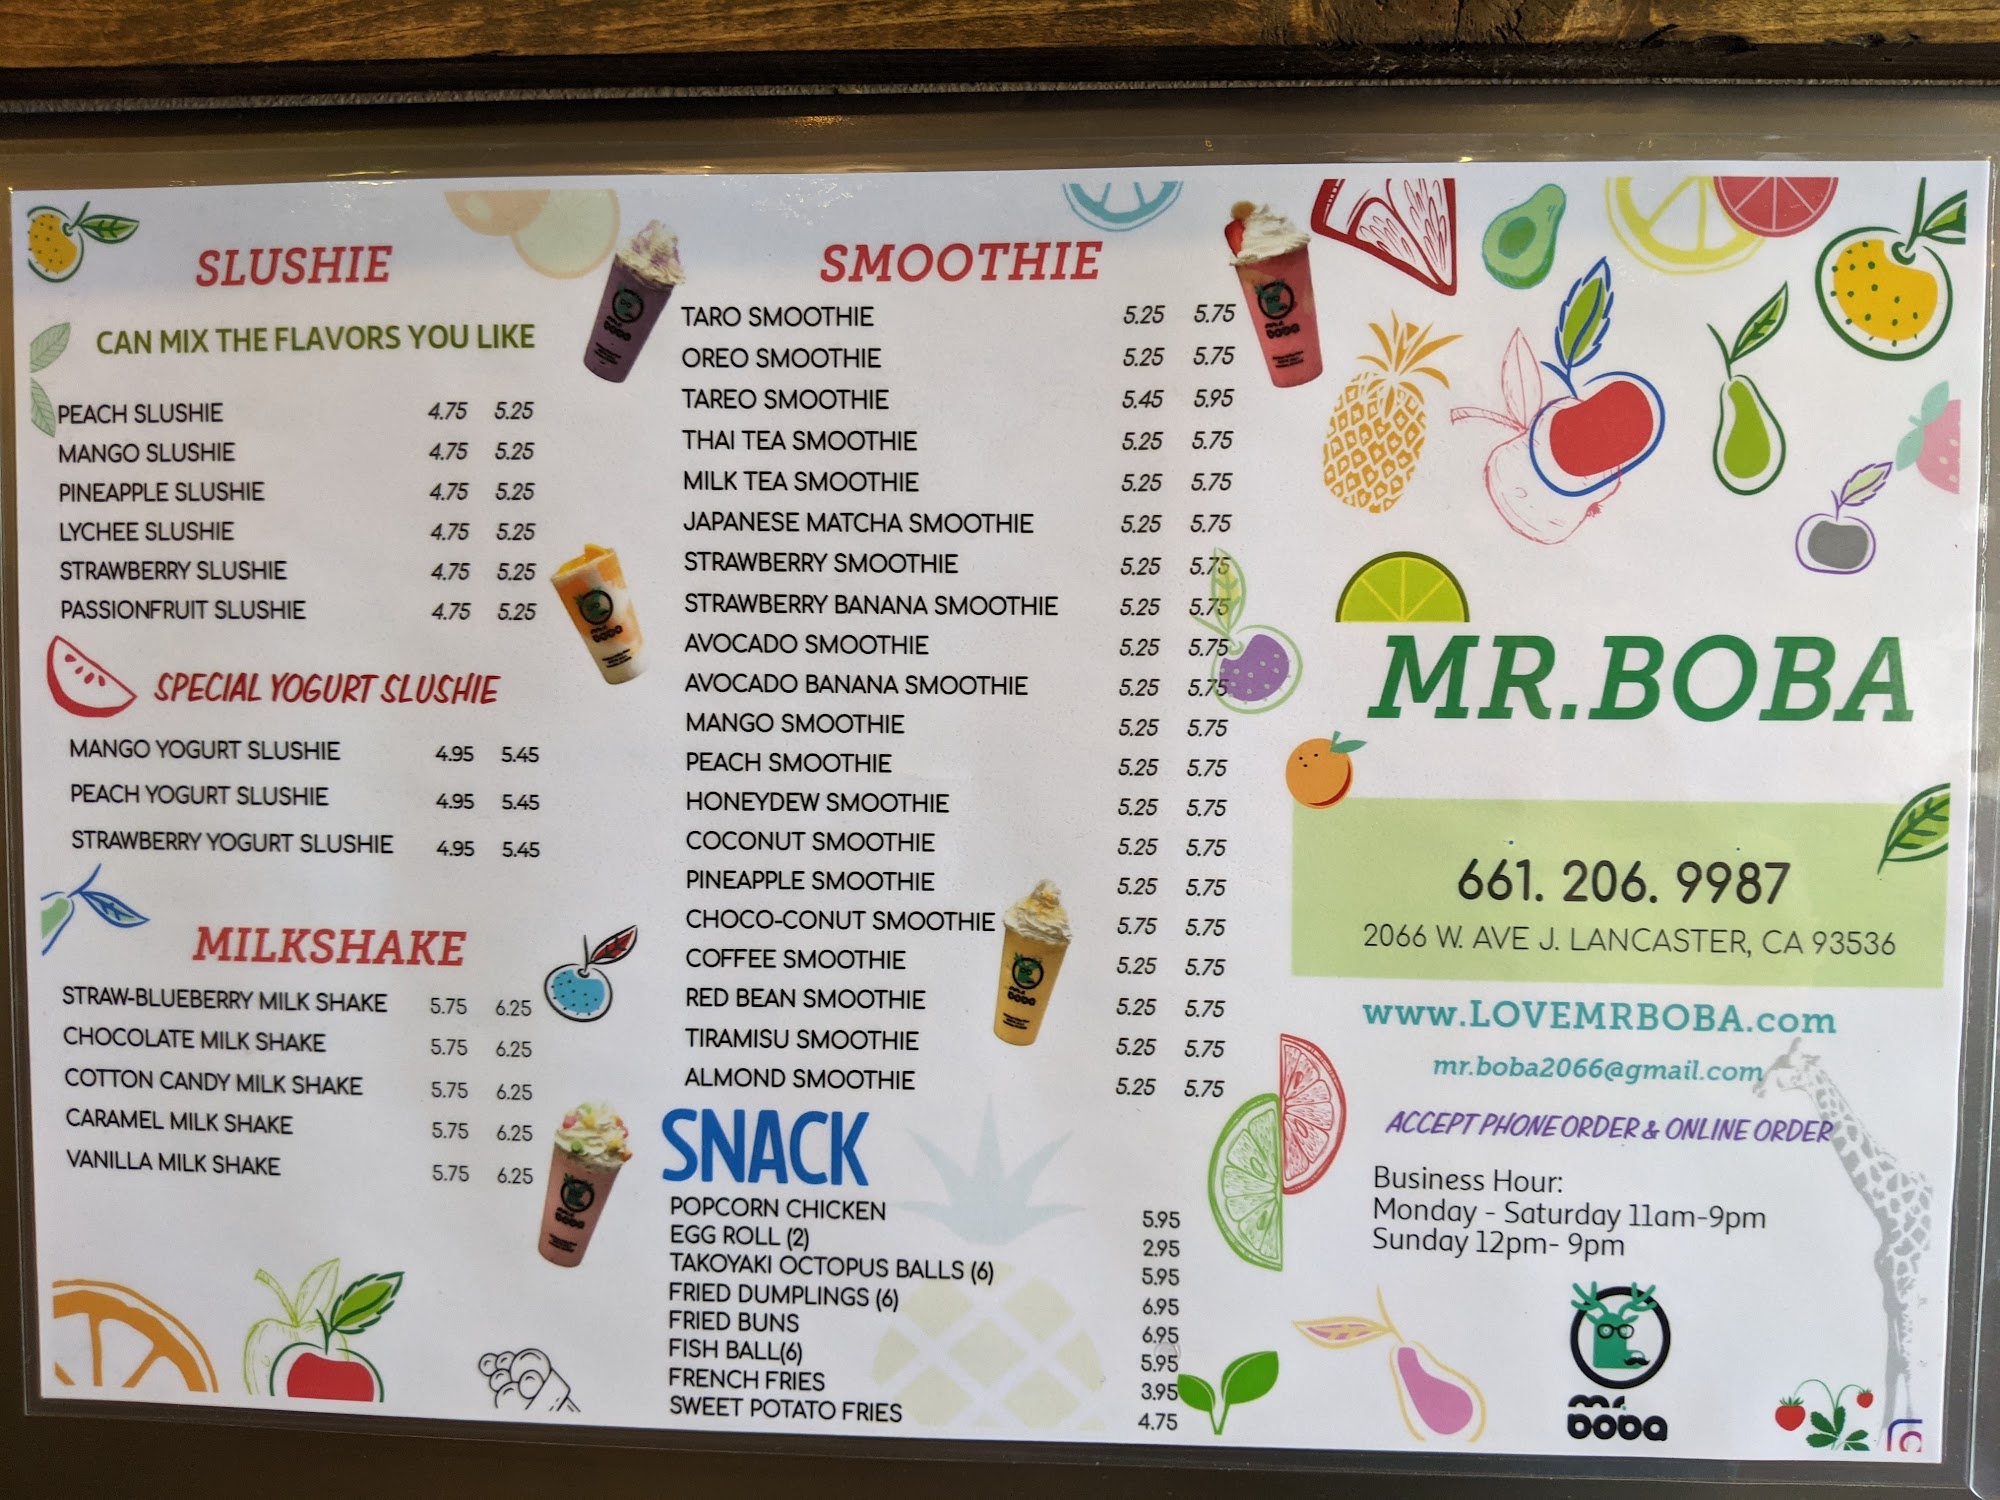 SLUSHIE
CAN MIX THE FLAVORS YOU LIKE
PEACH SLUSHIE 4.75 5.25
MANGO SLUSHIE 4.75 5.25
PINEAPPLE SLUSHIE 4.75 5.25
LYCHEE SLUSHIE 4.75 5.25
STRAWBERRY SLUSHIE 4.75 5.25
PASSIONFRUIT SLUSHIE 4.75 5.25
SPECIAL YOGURT SLUSHIE
MANGO YOGURT SLUSHIE 4.95 5.45
PEACH YOGURT SLUSHIE 4.95 5.45
STRAWBERRY YOGURT SLUSHIE 4.95 5.45
MILKSHAKE
STRAW-BLUEBERRY MILK SHAKE 5.75 6.25
CHOCOLATE MILK SHAKE 5.75 6.25
COTTON CANDY MILK SHAKE 5.75 6.25
CARAMEL MILK SHAKE 5.75 6.25
VANILLA MILK SHAKE 5.75 6.25
SMOOTHIE
TARO SMOOTHIE 5.25 5.75
OREO SMOOTHIE 5.25 5.75
TAREO SMOOTHIE 5.45 5.95
THAI TEA SMOOTHIE 5.25 5.75
MILK TEA SMOOTHIE 5.25 5.75
JAPANESE MATCHA SMOOTHIE 5.25 5.75
STRAWBERRY SMOOTHIE 5.25 5.75
STRAWBERRY BANANA SMOOTHIE 5.25 5.75
AVOCADO SMOOTHIE 5.25 5.75
AVOCADO BANANA SMOOTHIE 5.25 5.75
MANGO SMOOTHIE 5.25 5.75
PEACH SMOOTHIE 5.25 5.75
HONEYDEW SMOOTHIE 5.25 5.75
COCONUT SMOOTHIE 5.25 5.75
PINEAPPLE SMOOTHIE 5.25 5.75
CHOCO-CONUT SMOOTHIE 5.75 5.75
COFFEE SMOOTHIE 5.25 5.75
RED BEAN SMOOTHIE 5.25 5.75
TIRAMISU SMOOTHIE 5.25 5.75
ALMOND SMOOTHIE 5.25 5.75
SNACK
POPCORN CHICKEN 5.95
EGG ROLL (2) 2.95
TAKOYAKI OCTOPUS BALLS (6) 5.95
FRIED DUMPLINGS (6) 6.95
FRIED BUNS 6.95
FISH BALL(6) 5.95
FRENCH FRIES 3.95
SWEET POTATO FRIES 4.75
MR.BOBA
661. 206. 9987
2066 W. AVE J. LANCASTER, CA 93536
www.LOVEMRBOBA.com
mr.boba2066@gmail.com
ACCEPT PHONE ORDER & ONLINE ORDER
Business Hour:
Monday - Saturday 11am-9pm
Sunday 12pm- 9pm
mr.
boba